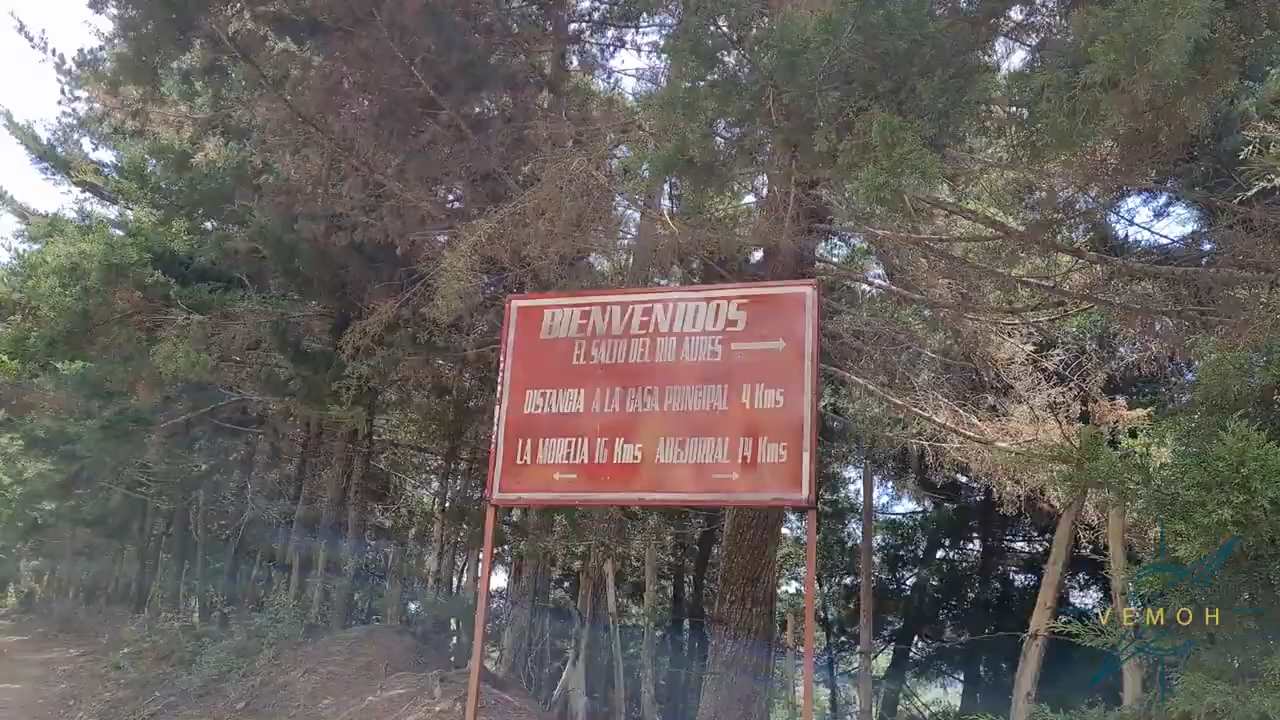 BIENVENIDOS
EL SALTO DEL RIO AURES
DISTANCIA A LA CASA PRINCIPAL 4 Kms
LA MORELIA 16 Kms ABEJORRAL 14 Kms
VEMOH